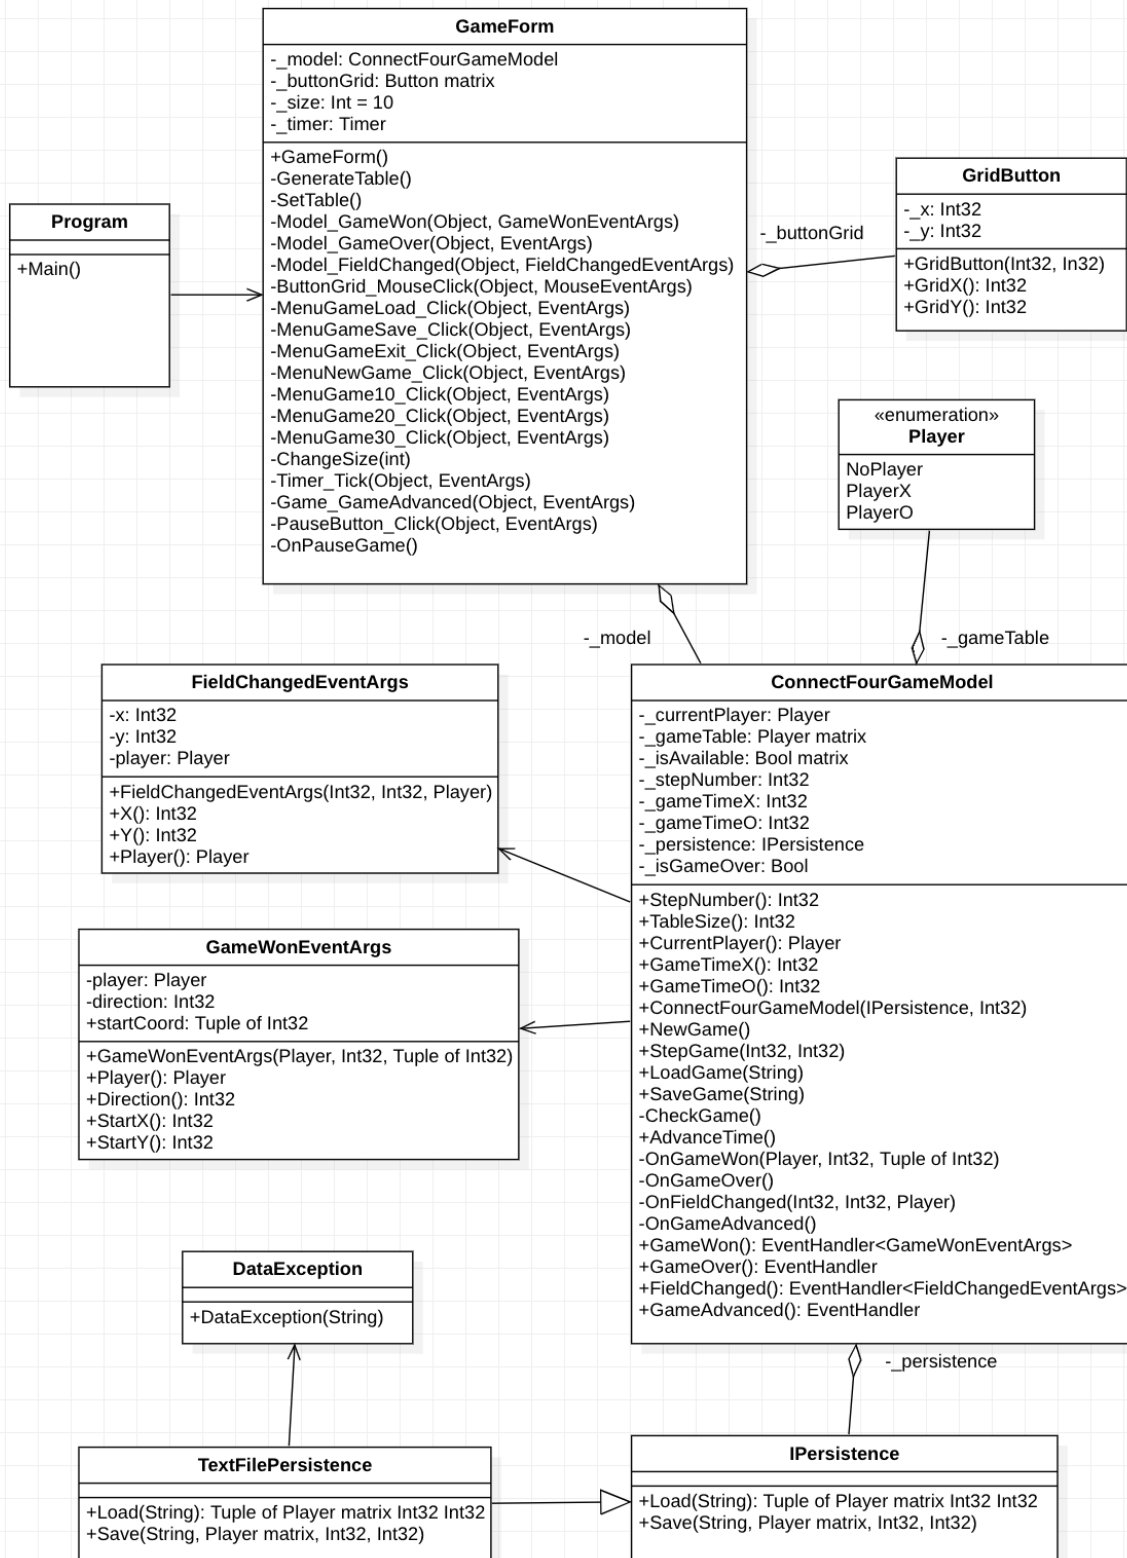 GameForm
-_model: ConnectFourGameModel
-_buttonGrid: Button matrix
-_size: Int = 10
-_timer: Timer
+GameForm()
-GenerateTable()
-SetTable()
-Model_GameWon(Object, GameWonEventArgs)
-Model_GameOver(Object, EventArgs)
-Model_FieldChanged(Object, FieldChangedEventArgs)
-ButtonGrid_MouseClick(Object, MouseEventArgs)
-MenuGameLoad_Click(Object, EventArgs)
-MenuGameSave_Click(Object, EventArgs)
-MenuGameExit_Click(Object, EventArgs)
-MenuNewGame_Click(Object, EventArgs)
-MenuGame10_Click(Object, EventArgs)
-MenuGame20_Click(Object, EventArgs)
-MenuGame30_Click(Object, EventArgs)
-ChangeSize(int)
-Timer_Tick(Object, EventArgs)
-Game_GameAdvanced(Object, EventArgs)
-PauseButton_Click(Object, EventArgs)
-OnPauseGame()
Program
+Main()
-_buttonGrid
GridButton
-_x: Int32
-_y: Int32
+GridButton(Int32, In32)
+GridX(): Int32
+GridY(): Int32
«enumeration»
Player
NoPlayer
PlayerX
PlayerO
-_model
-_gameTable
FieldChangedEventArgs
-x: Int32
-y: Int32
-player: Player
+FieldChangedEventArgs(Int32, Int32, Player)
+X(): Int32
+Y(): Int32
+Player(): Player
ConnectFourGameModel
-_currentPlayer: Player
-_gameTable: Player matrix
-_isAvailable: Bool matrix
-_stepNumber: Int32
-_gameTimeX: Int32
-_gameTimeO: Int32
-_persistence: IPersistence
-_isGameOver: Bool
+StepNumber(): Int32
+TableSize(): Int32
+CurrentPlayer(): Player
+GameTimeX(): Int32
+GameTimeO(): Int32
+ConnectFourGameModel(IPersistence, Int32)
+NewGame()
+StepGame(Int32, Int32)
+LoadGame(String)
+SaveGame(String)
-CheckGame()
+AdvanceTime()
-OnGameWon(Player, Int32, Tuple of Int32)
-OnGameOver()
-OnFieldChanged(Int32, Int32, Player)
-OnGameAdvanced()
+GameWon(): EventHandler<GameWonEventArgs>
+GameOver(): EventHandler
+FieldChanged(): EventHandler<FieldChangedEventArgs>
+GameAdvanced(): EventHandler
GameWonEventArgs
-player: Player
-direction: Int32
+startCoord: Tuple of Int32
+GameWonEventArgs(Player, Int32, Tuple of Int32)
+Player(): Player
+Direction(): Int32
+StartX(): Int32
+StartY(): Int32
DataException
+DataException(String)
-_persistence
TextFilePersistence
+Load(String): Tuple of Player matrix Int32 Int32
+Save(String, Player matrix, Int32, Int32)
IPersistence
+Load(String): Tuple of Player matrix Int32 Int32
+Save(String, Player matrix, Int32, Int32)